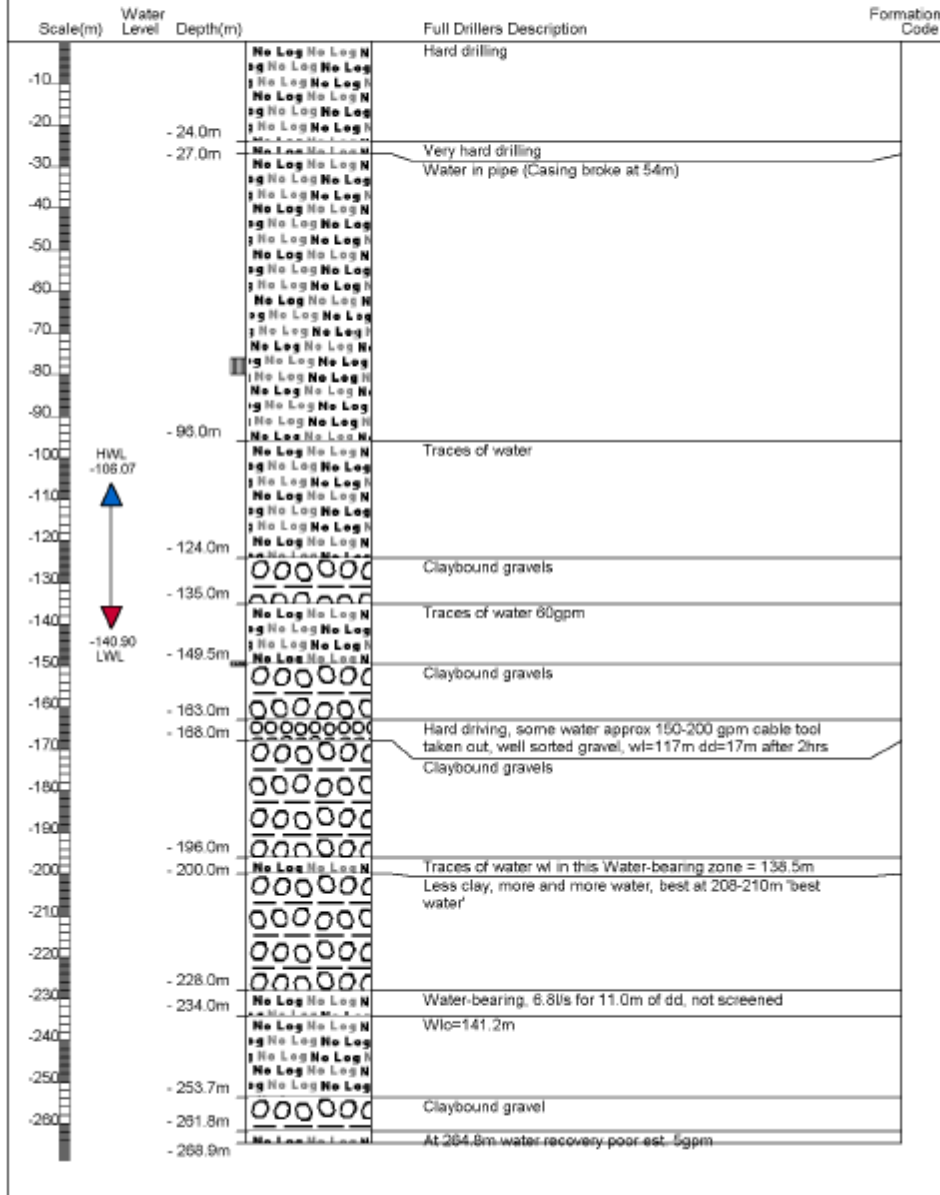 Scale(m) Water Level Depth(m) Full Drillers Description Formation Code
Hard drilling
-10
-20
- 24.0m
Very hard drilling
- 27.0m
Water in pipe (Casing broke at 54m)
-30
-40
-50
-60
-70
-80
-90
- 96.0m
Traces of water
-100
HWL
-106.07
-110
-120
- 124.0m
Claybound gravels
-130
- 135.0m
Traces of water 60gpm
-140
-140.90
LWL
- 149.5m
-150
Claybound gravels
-160
- 163.0m
Hard driving, some water approx 150-200 gpm cable tool
taken out, well sorted gravel, wl=117m dd=17m after 2hrs
- 168.0m
-170
Claybound gravels
-180
-190
- 196.0m
Traces of water wl in this Water-bearing zone = 138.5m
-200
- 200.0m
Less clay, more and more water, best at 208-210m 'best
water'
-210
-220
- 228.0m
-230
Water-bearing, 6.8l/s for 11.0m of dd, not screened
- 234.0m
Wlo=141.2m
-240
-250
- 253.7m
Claybound gravel
-260
- 261.8m
At 264.8m water recovery poor est. 5gpm
- 268.9m
No Log No Log N